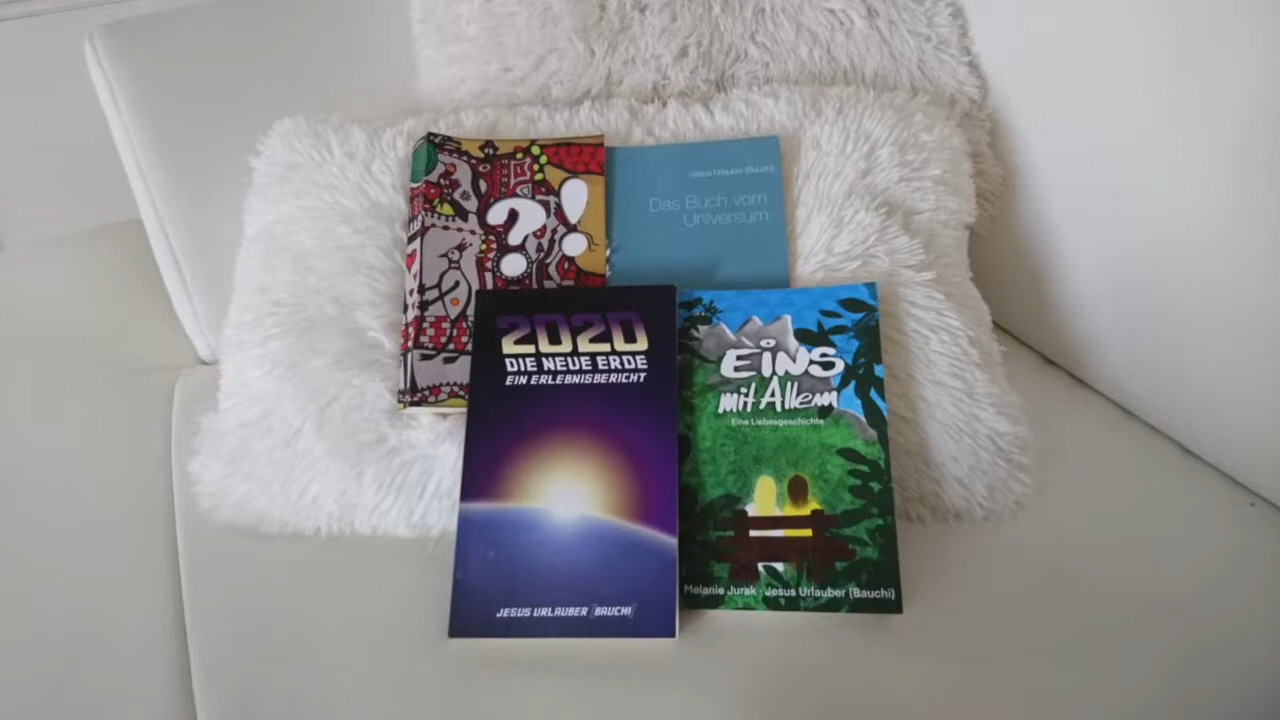 ?!
Jesus Urlauber (Bauchi)
Das Buch vom
Universum
2020
DIE NEUE ERDE
EIN ERLEBNISBERICHT
JESUS URLAUBER (BAUCHI)
EiNS
mit Allem
Eine Liebesgeschichte
Melanie Jurak · Jesus Urlauber (Bauchi)